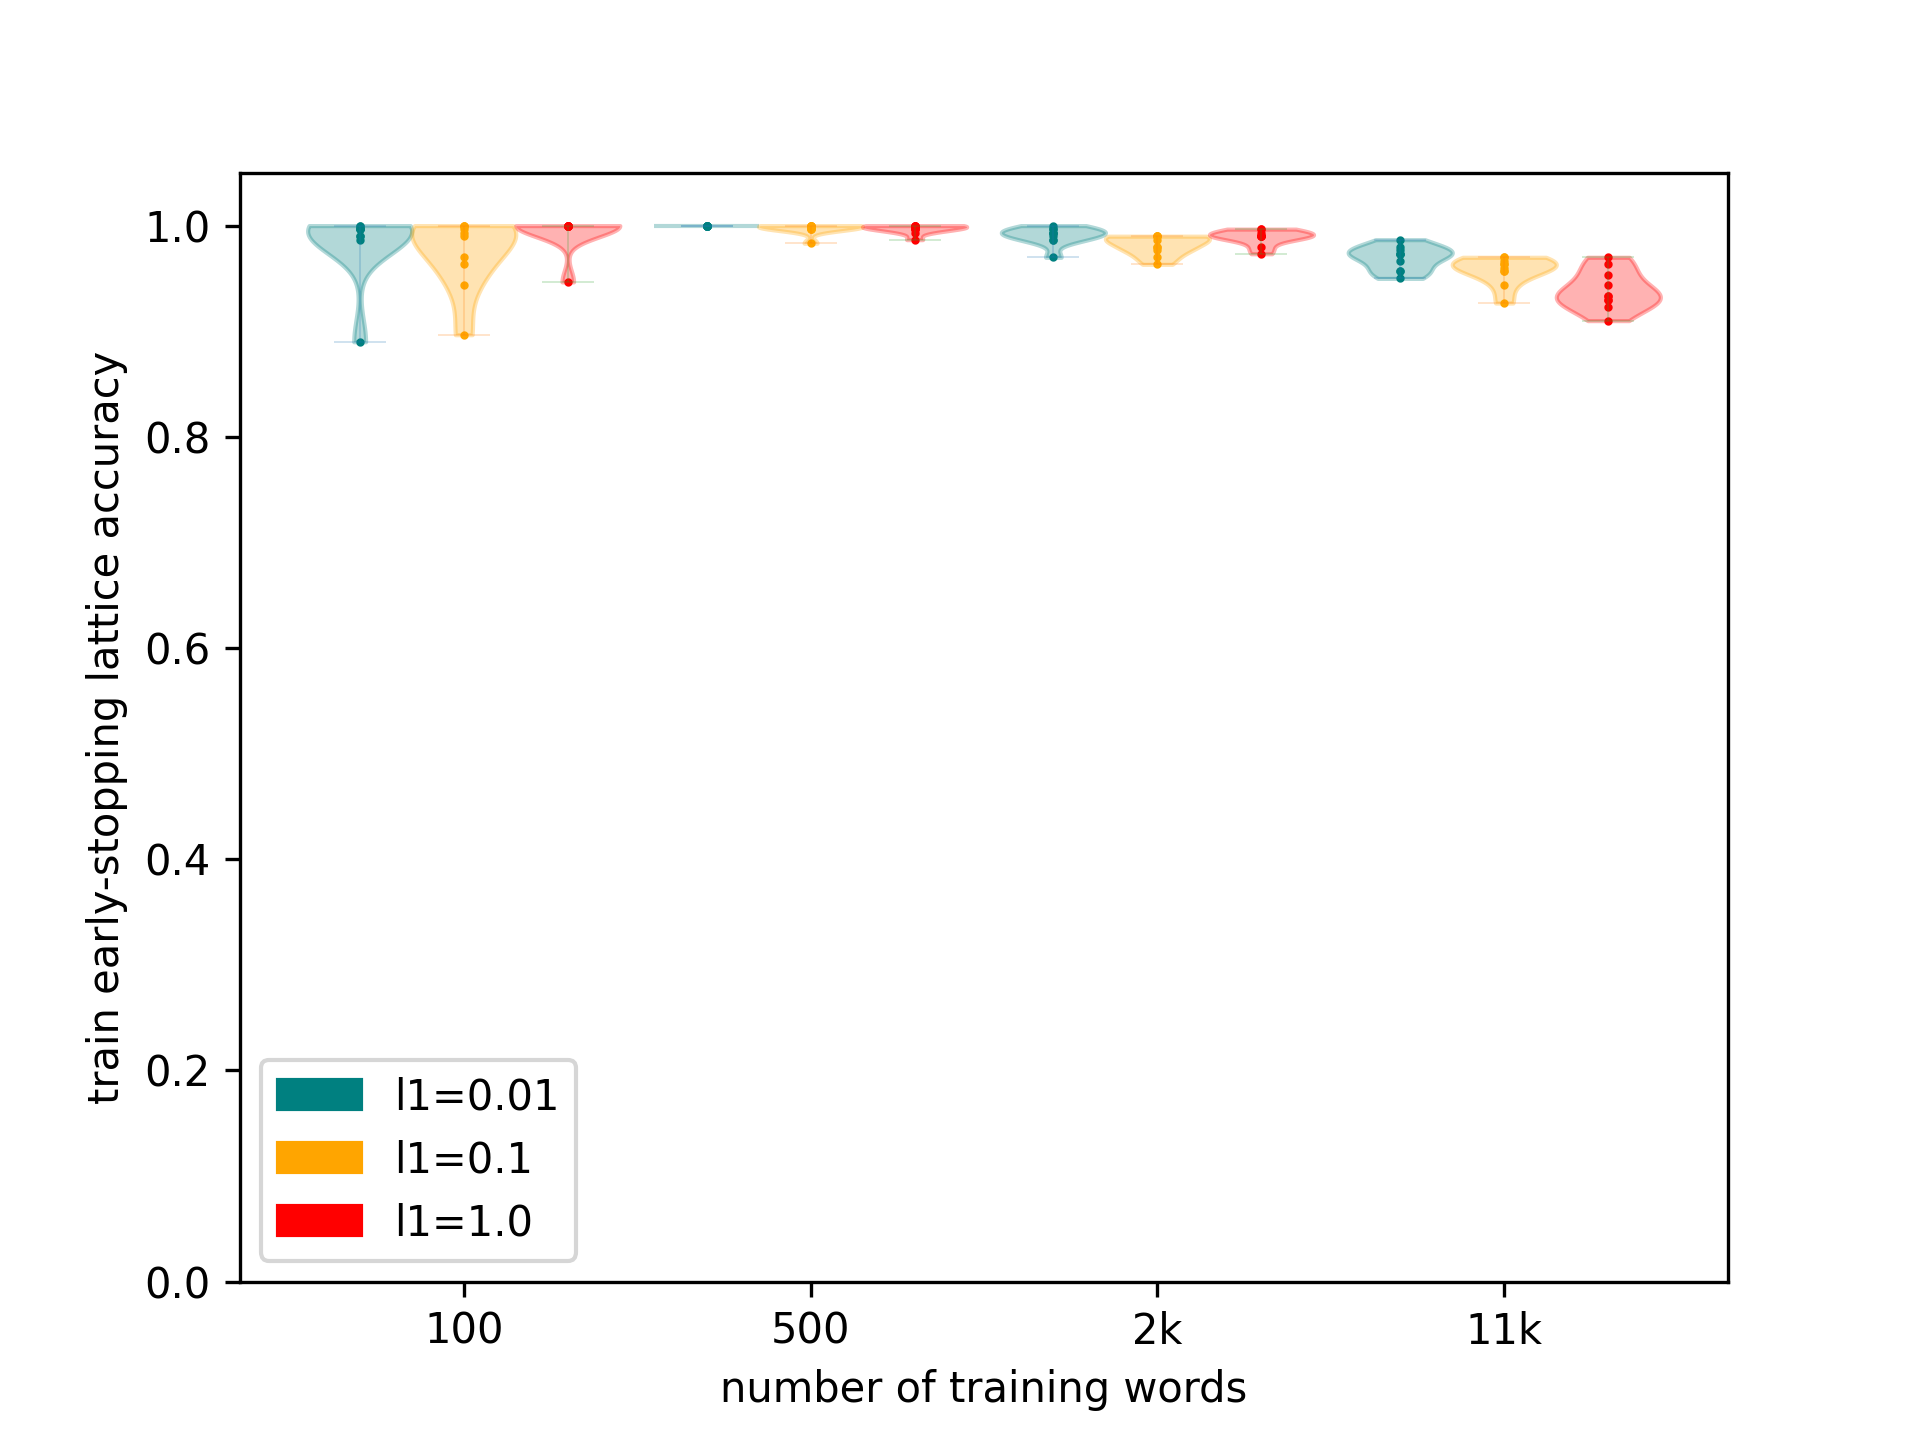 train early-stopping lattice accuracy
1.0
0.8
0.6
0.4
0.2
0.0
l1=0.01
l1=0.1
l1=1.0
100 500 2k 11k
number of training words